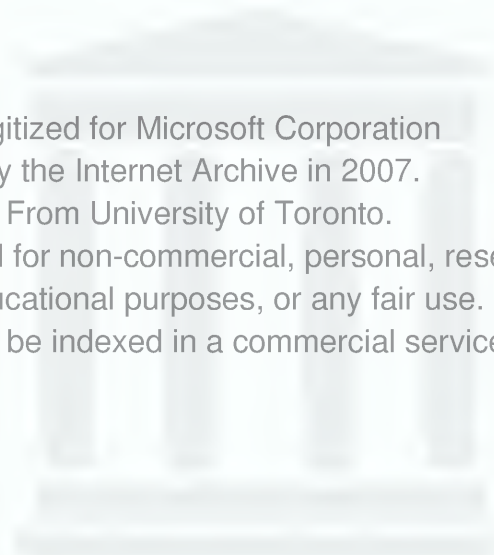 gitized for Microsoft Corporation
y the Internet Archive in 2007.
From University of Toronto.
for non-commercial, personal, rese
ucational purposes, or any fair use.
be indexed in a commercial service